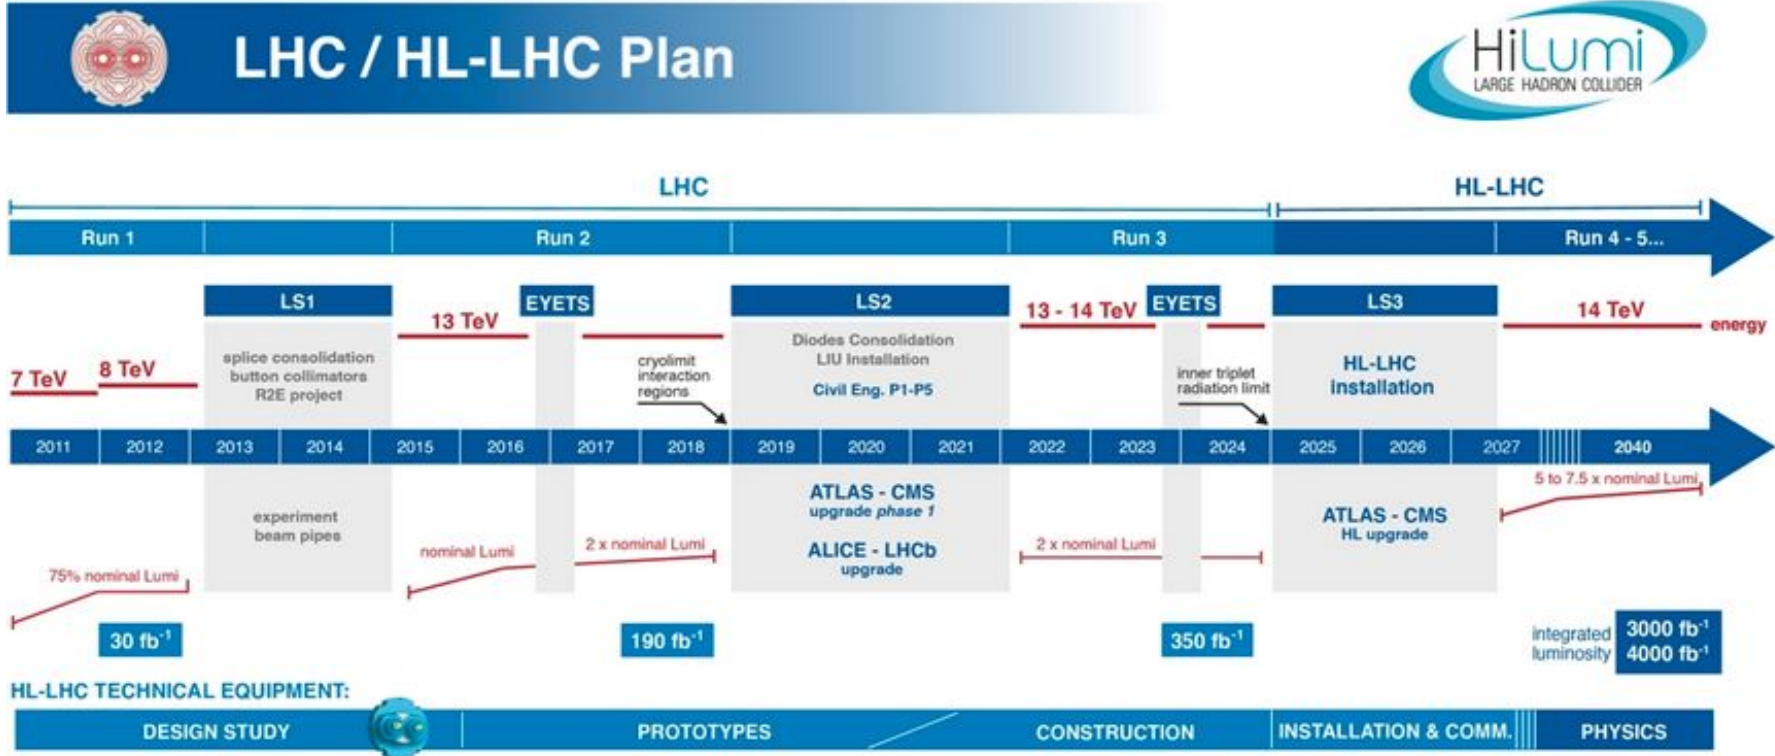 LHC / HL-LHC Plan
HiLumi
LARGE HADRON COLLIDER
LHC
HL-LHC
Run 1
Run 2
Run 3
Run 4 - 5...
LS1
EYETS
LS2
EYETS
LS3
7 TeV
8 TeV
13 TeV
13 - 14 TeV
14 TeV
energy
splice consolidation
button collimators
R2E project
cryolimit
interaction
regions
Diodes Consolidation
LIU Installation
Civil Eng. P1-P5
inner triplet
radiation limit
HL-LHC
installation
2011
2012
2013
2014
2015
2016
2017
2018
2019
2020
2021
2022
2023
2024
2025
2026
2027
2040
75% nominal Lumi
experiment
beam pipes
nominal Lumi
2 x nominal Lumi
ATLAS - CMS
upgrade phase 1
ALICE - LHCb
upgrade
2 x nominal Lumi
ATLAS - CMS
HL upgrade
5 to 7.5 x nominal Lumi
30 fb⁻¹
190 fb⁻¹
350 fb⁻¹
integrated
luminosity
3000 fb⁻¹
4000 fb⁻¹
HL-LHC TECHNICAL EQUIPMENT:
DESIGN STUDY
PROTOTYPES
CONSTRUCTION
INSTALLATION & COMM.
PHYSICS